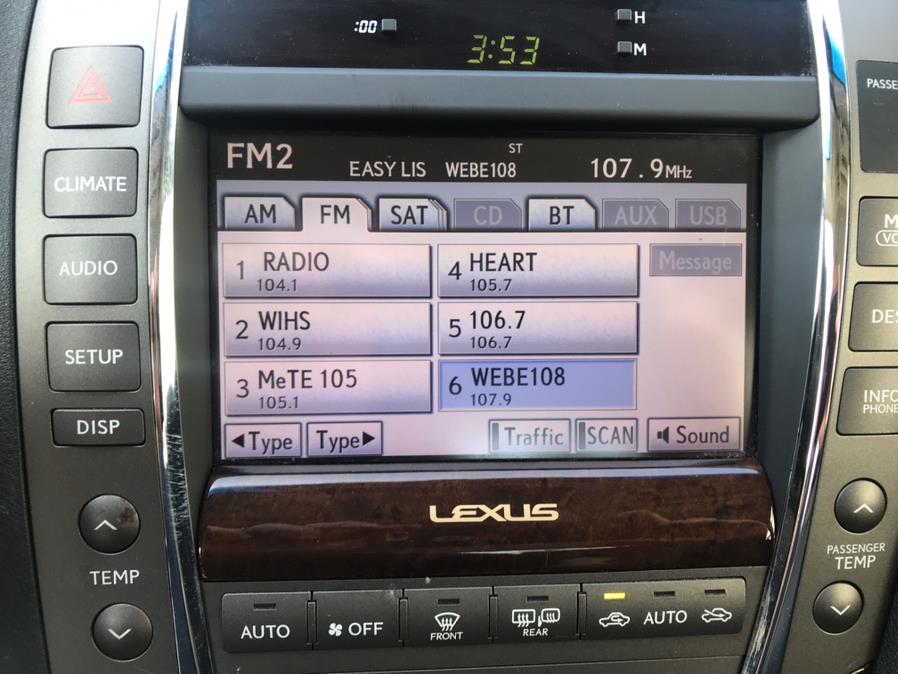 :00
H
3:53
M
PASSE
CLIMATE
AUDIO
SETUP
DISP
TEMP
FM2
ST
EASY LIS WEBE108 107.9MHz
AM FM SAT CD BT AUX USB
1 RADIO
104.1
4 HEART
105.7
Message
2 WIHS
104.9
5 106.7
106.7
3 MeTE 105
105.1
6 WEBE108
107.9
Type Type Traffic SCAN Sound
LEXUS
M
VO
DES
INFO
PHONE
PASSENGER
TEMP
AUTO
OFF
FRONT
REAR
AUTO